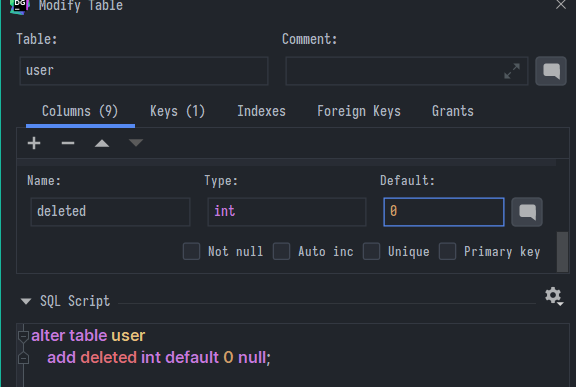 DG
Modify Table
Table:
Comment:
user
Columns (9) Keys (1) Indexes Foreign Keys Grants
Name: Type: Default:
deleted int 0
Not null Auto inc Unique Primary key
SQL Script
alter table user
add deleted int default 0 null;